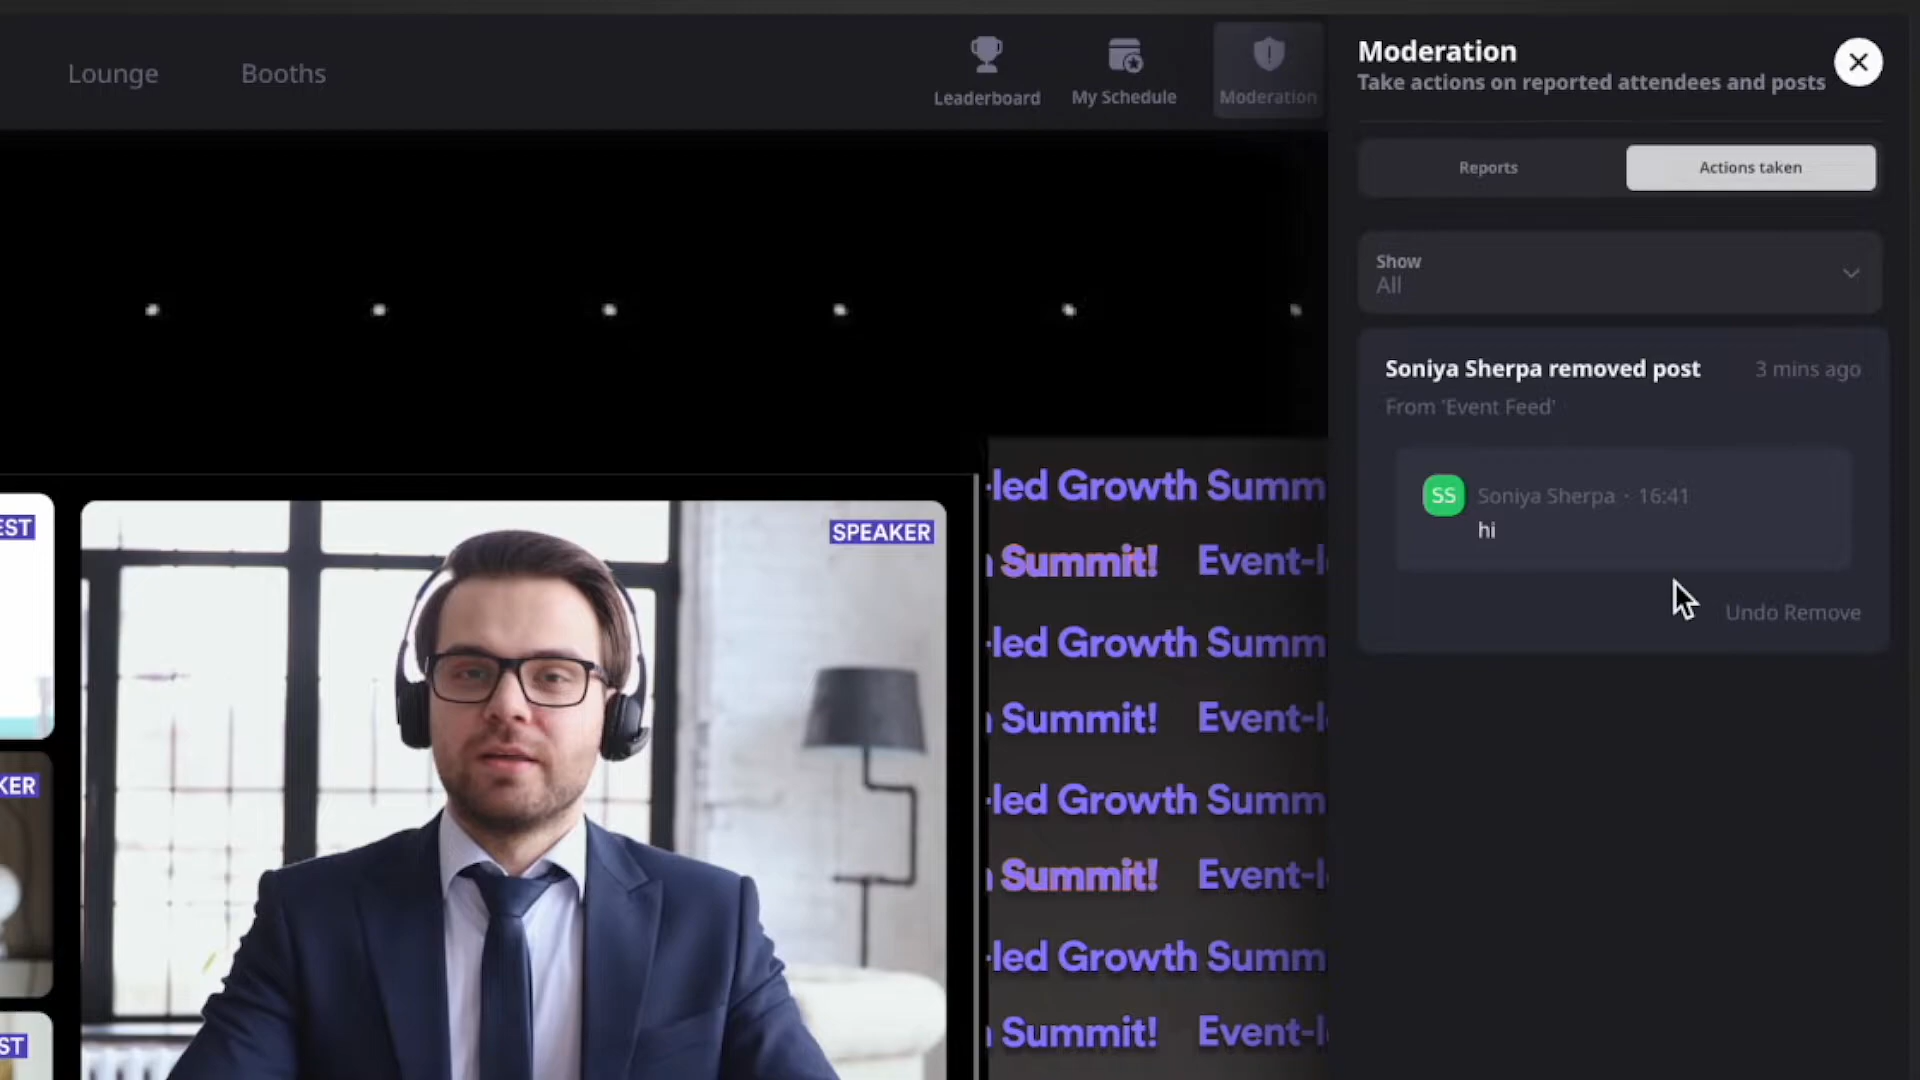 Lounge
Booths
Leaderboard
My Schedule
Moderation
Moderation
Take actions on reported attendees and posts
Reports
Actions taken
Show
All
Soniya Sherpa removed post
3 mins ago
From 'Event Feed'
SS
Soniya Sherpa · 16:41
hi
Undo Remove
EST
SPEAKER
KER
ST
-led Growth Summ
Summit! Event-l
-led Growth Summ
Summit! Event-l
-led Growth Summ
Summit! Event-l
-led Growth Summ
Summit! Event-l